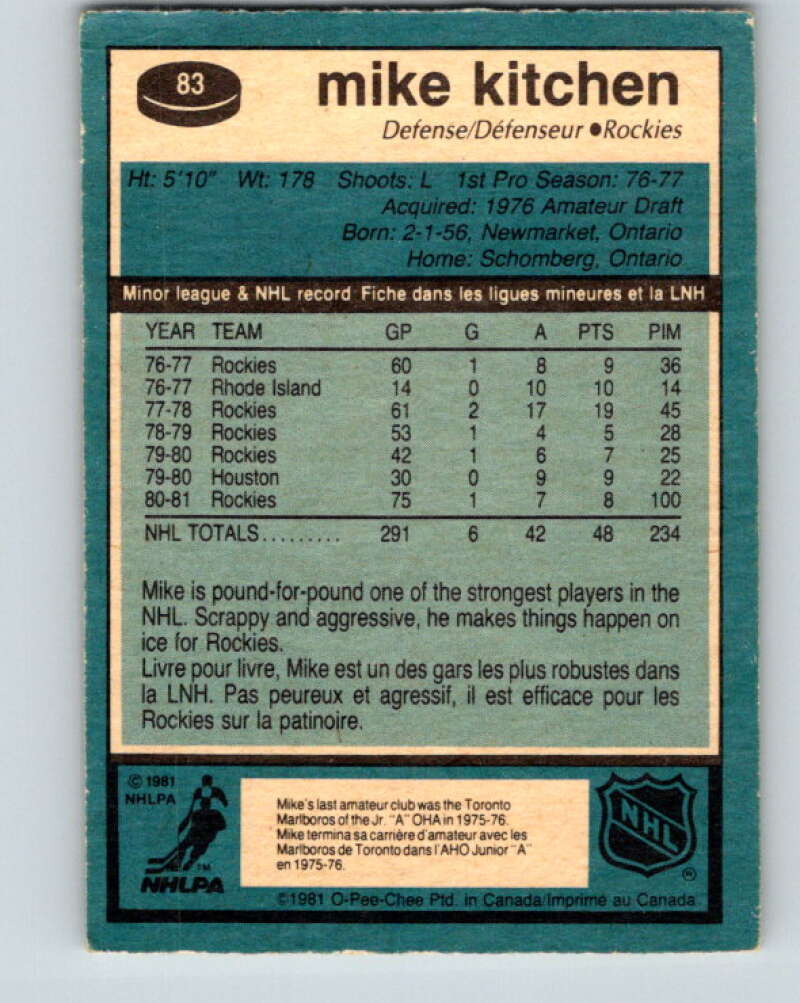 83
mike kitchen
Defense/Défenseur ●Rockies
Ht: 5'10" Wt: 178 Shoots: L 1st Pro Season: 76-77
Acquired: 1976 Amateur Draft
Born: 2-1-56, Newmarket, Ontario
Home: Schomberg, Ontario
Minor league & NHL record Fiche dans les ligues mineures et la LNH
YEAR TEAM GP G A PTS PIM
76-77 Rockies 60 1 8 9 36
76-77 Rhode Island 14 0 10 10 14
77-78 Rockies 61 2 17 19 45
78-79 Rockies 53 1 4 5 28
79-80 Rockies 42 1 6 7 25
79-80 Houston 30 0 9 9 22
80-81 Rockies 75 1 7 8 100
NHL TOTALS......... 291 6 42 48 234
Mike is pound-for-pound one of the strongest players in the
NHL. Scrappy and aggressive, he makes things happen on
ice for Rockies.
Livre pour livre, Mike est un des gars les plus robustes dans
la LNH. Pas peureux et agressif, il est efficace pour les
Rockies sur la patinoire.
© 1981
NHLPA
TM
NHLPA
Mike's last amateur club was the Toronto
Marlboros of the Jr. "A" OHA in 1975-76.
Mike termina sa carrière d'amateur avec les
Marlboros de Toronto dans l'AHO Junior "A"
en 1975-76.
NHL
®
©1981 O-Pee-Chee Ptd. in Canada/Imprimé au Canada